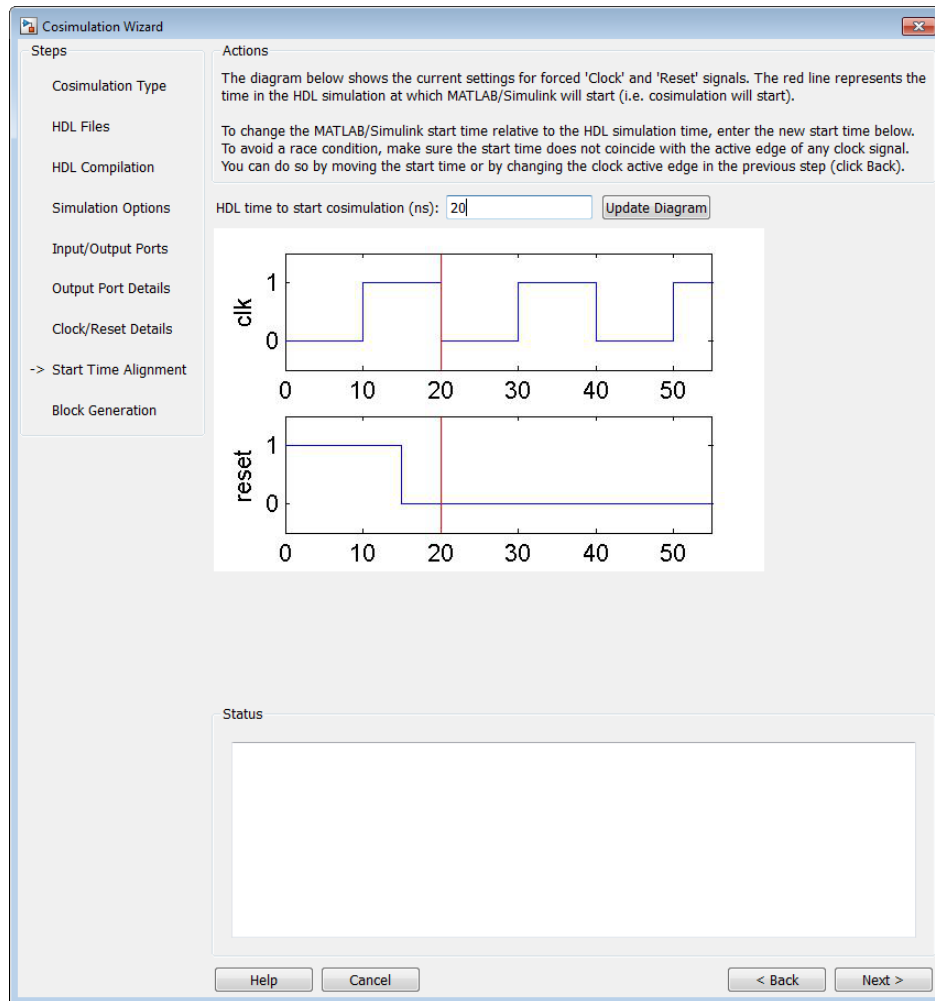 Cosimulation Wizard
Steps
Cosimulation Type
HDL Files
HDL Compilation
Simulation Options
Input/Output Ports
Output Port Details
Clock/Reset Details
-> Start Time Alignment
Block Generation
Actions
The diagram below shows the current settings for forced 'Clock' and 'Reset' signals. The red line represents the
time in the HDL simulation at which MATLAB/Simulink will start (i.e. cosimulation will start).
To change the MATLAB/Simulink start time relative to the HDL simulation time, enter the new start time below.
To avoid a race condition, make sure the start time does not coincide with the active edge of any clock signal.
You can do so by moving the start time or by changing the clock active edge in the previous step (click Back).
HDL time to start cosimulation (ns): 20 Update Diagram
clk
1
0
0 10 20 30 40 50
reset
1
0
0 10 20 30 40 50
Status
Help Cancel < Back Next >